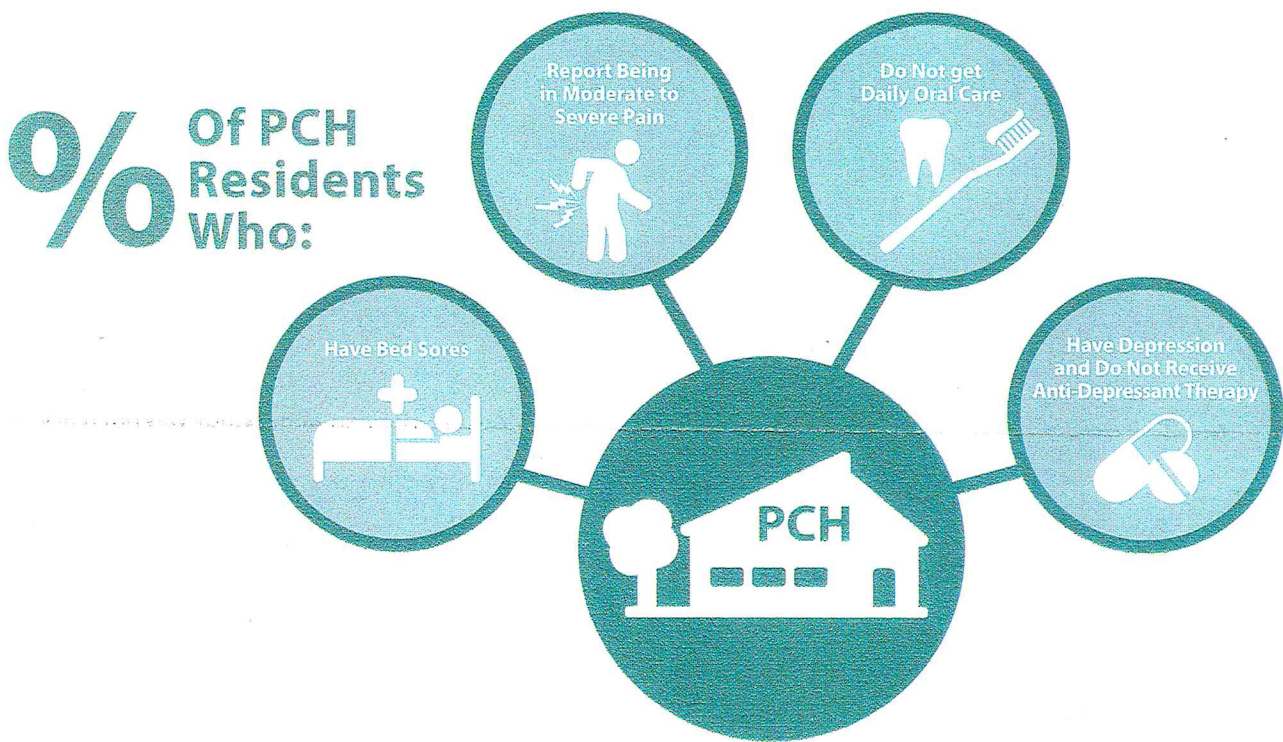 %
Of PCH
Residents
Who:
Have Bed Sores
Report Being
in Moderate to
Severe Pain
Do Not get
Daily Oral Care
Have Depression
and Do Not Receive
Anti-Depressant Therapy
PCH